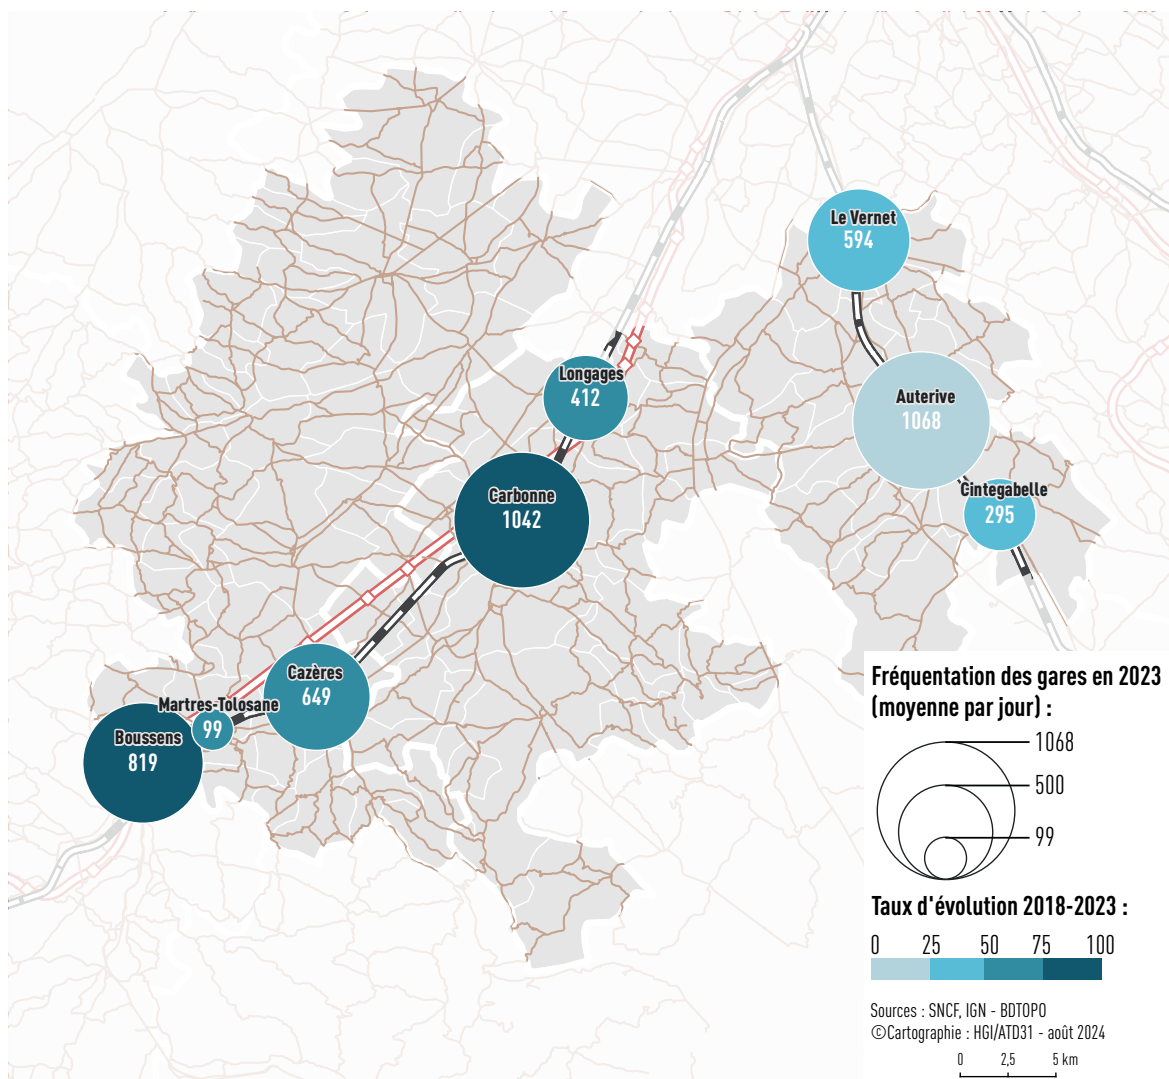 Le Vernet
594
Longages
412
Auterive
1068
Carbonne
1042
Cintegabelle
295
Cazères
649
Martres-Tolosane
99
Boussens
819
Fréquentation des gares en 2023
(moyenne par jour) :
1068
500
99
Taux d'évolution 2018-2023 :
0 25 50 75 100
Sources : SNCF, IGN - BDTOPO
©Cartographie : HGI/ATD31 - août 2024
0 2,5 5 km